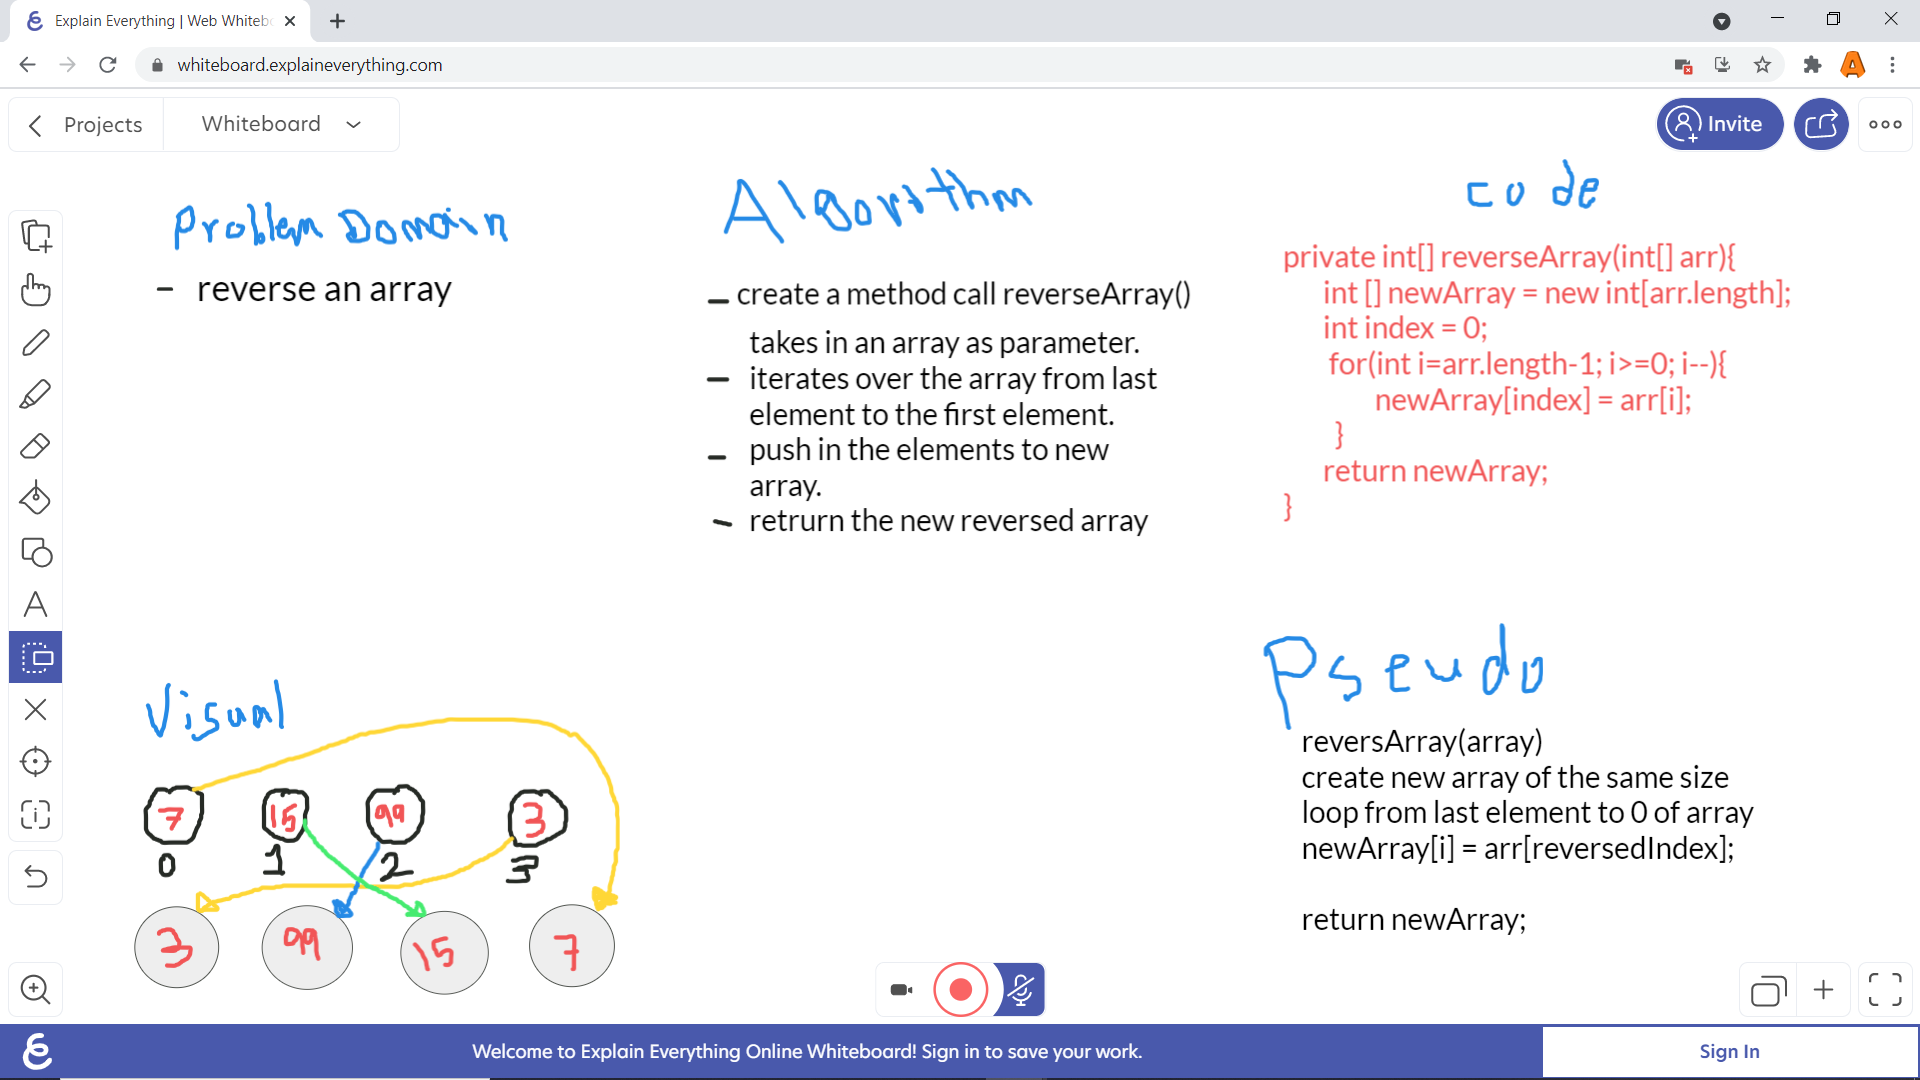 Explain Everything | Web Whiteb
whiteboard.explaineverything.com
Projects
Whiteboard
Invite
Problem Domain
- reverse an array
Algorithm
- create a method call reverseArray()
takes in an array as parameter.
- iterates over the array from last
element to the first element.
- push in the elements to new
array.
- retrurn the new reversed array
code
private int[] reverseArray(int[] arr){
int [] newArray = new int[arr.length];
int index = 0;
for(int i=arr.length-1; i>=0; i--){
newArray[index] = arr[i];
}
return newArray;
}
Visual
7 15 99 3
0 1 2 3
3 99 15 7
Pseudo
reversArray(array)
create new array of the same size
loop from last element to 0 of array
newArray[i] = arr[reversedIndex];
return newArray;
Welcome to Explain Everything Online Whiteboard! Sign in to save your work.
Sign In